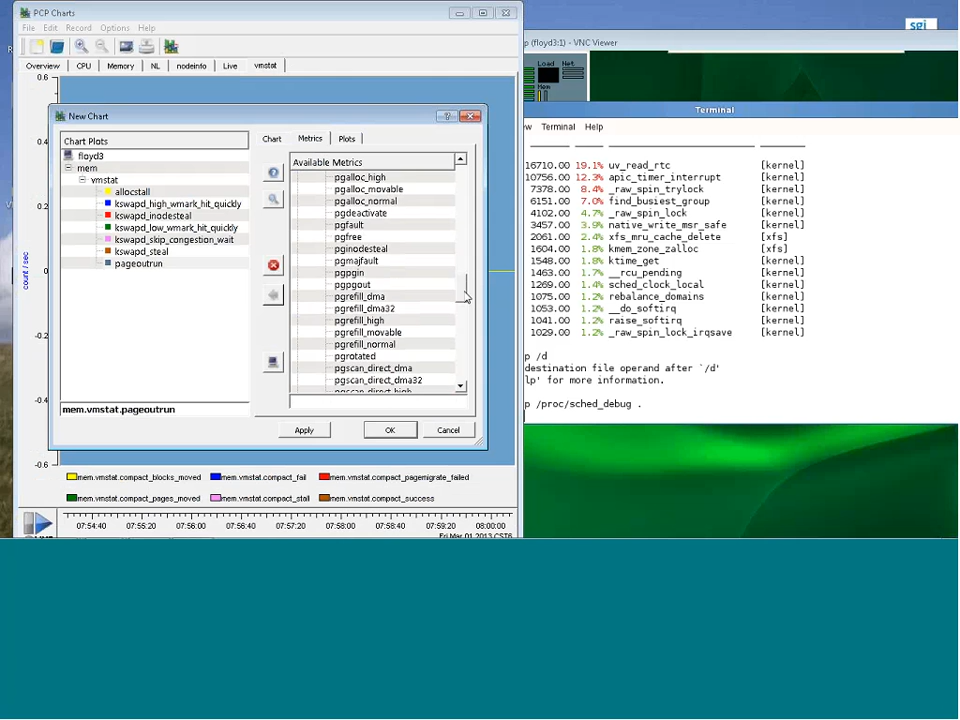 PCP Charts
File Edit Record Options Help
Overview CPU Memory NL nodeinfo Live vmstat
0.6
0.4
0.2
0
-0.2
-0.4
-0.6
count / sec
New Chart
Chart Plots
floyd3
mem
vmstat
allocstall
kswapd_high_wmark_hit_quickly
kswapd_inodesteal
kswapd_low_wmark_hit_quickly
kswapd_skip_congestion_wait
kswapd_steal
pageoutrun
mem.vmstat.pageoutrun
Chart Metrics Plots
Available Metrics
pgalloc_high
pgalloc_movable
pgalloc_normal
pgdeactivate
pgfault
pgfree
pginodesteal
pgmajfault
pgpgin
pgpgout
pgrefill_dma
pgrefill_dma32
pgrefill_high
pgrefill_movable
pgrefill_normal
pgrotated
pgscan_direct_dma
pgscan_direct_dma32
pgscan_direct_high
Apply OK Cancel
mem.vmstat.compact_blocks_moved mem.vmstat.compact_fail mem.vmstat.compact_pagemigrate_failed
mem.vmstat.compact_pages_moved mem.vmstat.compact_stall mem.vmstat.compact_success
07:54:40 07:55:20 07:56:00 07:56:40 07:57:20 07:58:00 07:58:40 07:59:20 08:00:00
Fri Mar 01 2013 CST6
sgi
p (floyd3:1) - VNC Viewer
Load Net
Mem
Terminal
ew Terminal Help
16710.00 19.1% uv_read_rtc [kernel]
10756.00 12.3% apic_timer_interrupt [kernel]
7378.00 8.4% _raw_spin_trylock [kernel]
6151.00 7.0% find_busiest_group [kernel]
4102.00 4.7% _raw_spin_lock [kernel]
3457.00 3.9% native_write_msr_safe [kernel]
2061.00 2.4% xfs_mru_cache_delete [xfs]
1604.00 1.8% kmem_zone_zalloc [xfs]
1548.00 1.8% ktime_get [kernel]
1463.00 1.7% __rcu_pending [kernel]
1269.00 1.4% sched_clock_local [kernel]
1075.00 1.2% rebalance_domains [kernel]
1056.00 1.2% __do_softirq [kernel]
1041.00 1.2% raise_softirq [kernel]
1029.00 1.2% _raw_spin_lock_irqsave [kernel]
p /d
destination file operand after `/d'
lp' for more information.
p /proc/sched_debug .